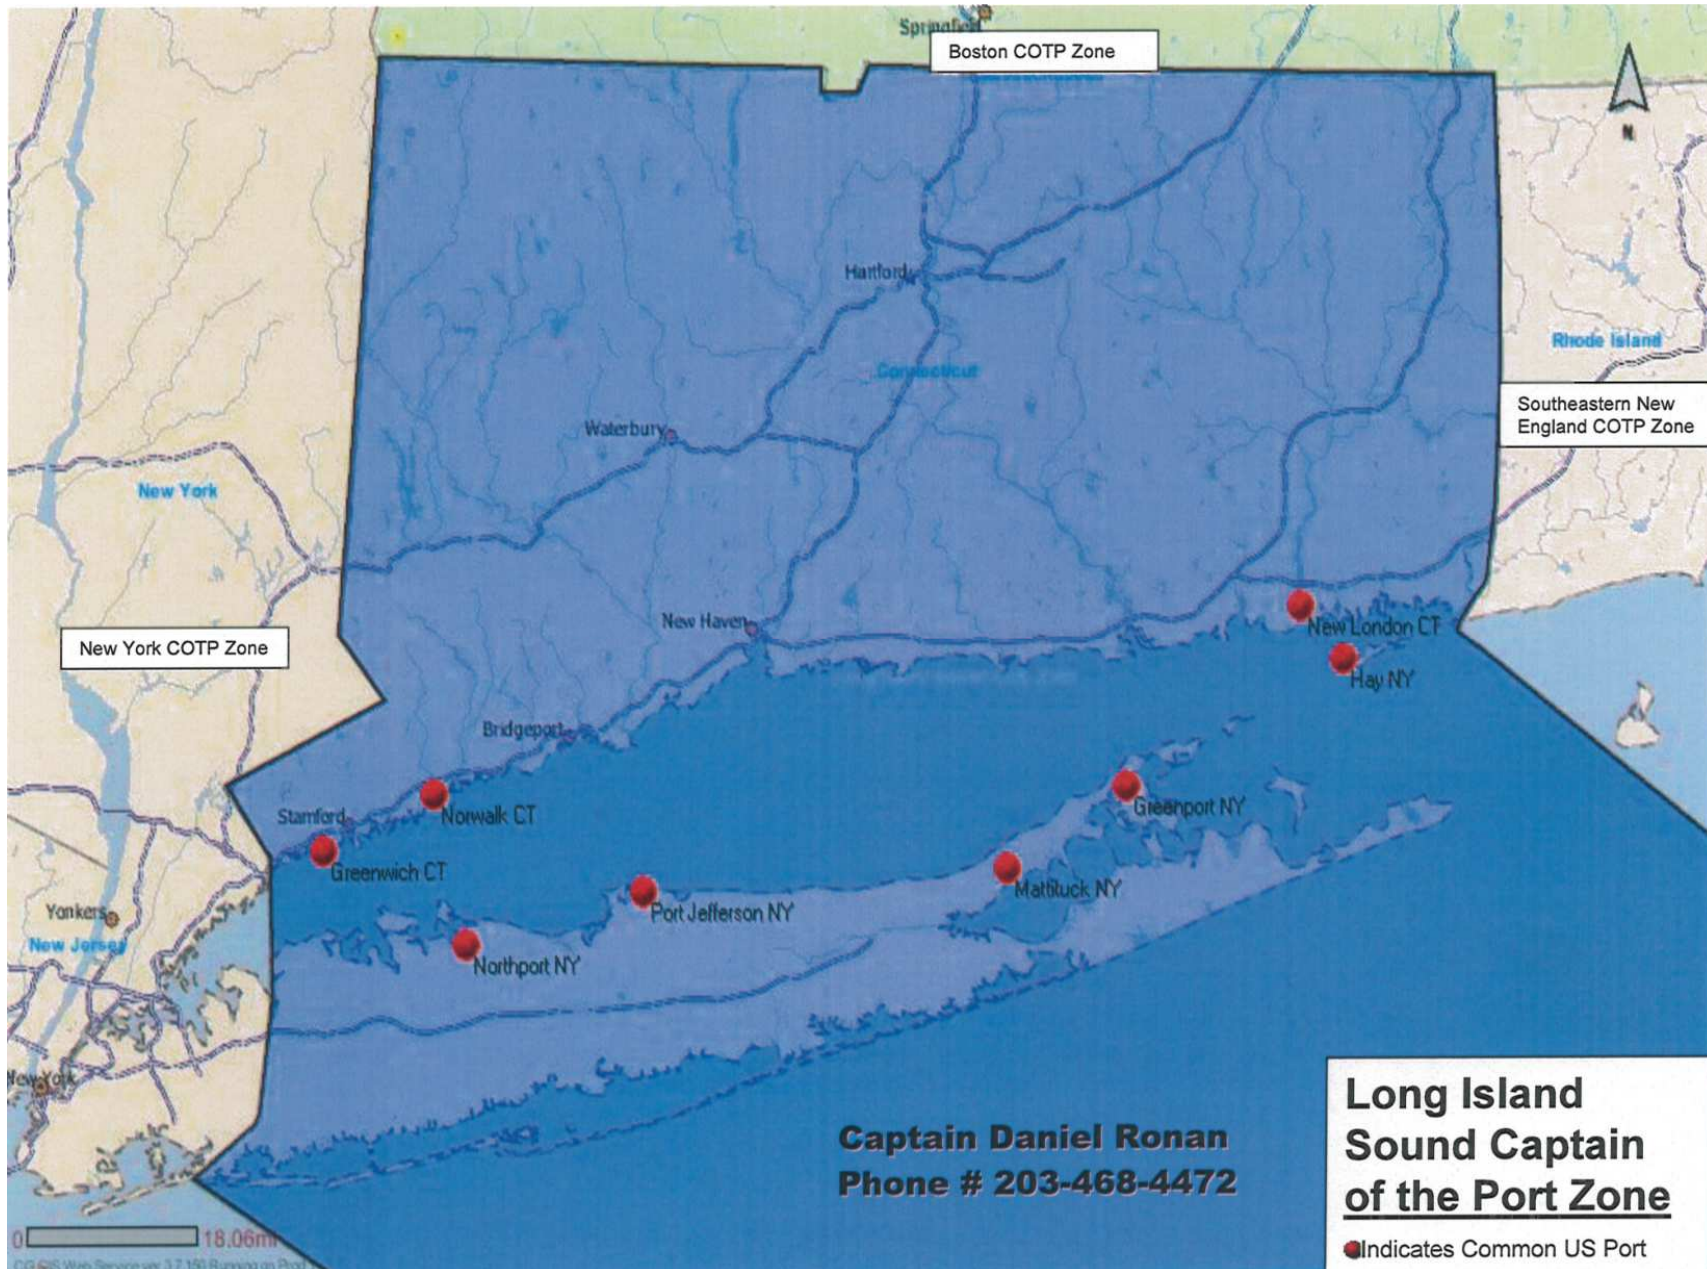 Springfield
Boston COTP Zone
N
Hartford
Rhode Island
Connecticut
Southeastern New
England COTP Zone
Waterbury
New York
New Haven
New London CT
New York COTP Zone
Hay NY
Bridgeport
Norwalk CT
Greenport NY
Stamford
Greenwich CT
Mattituck NY
Port Jefferson NY
Yonkers
New Jersey
Northport NY
New York
Captain Daniel Ronan
Phone # 203-468-4472
Long Island
Sound Captain
of the Port Zone
Indicates Common US Port
0 18.06mi